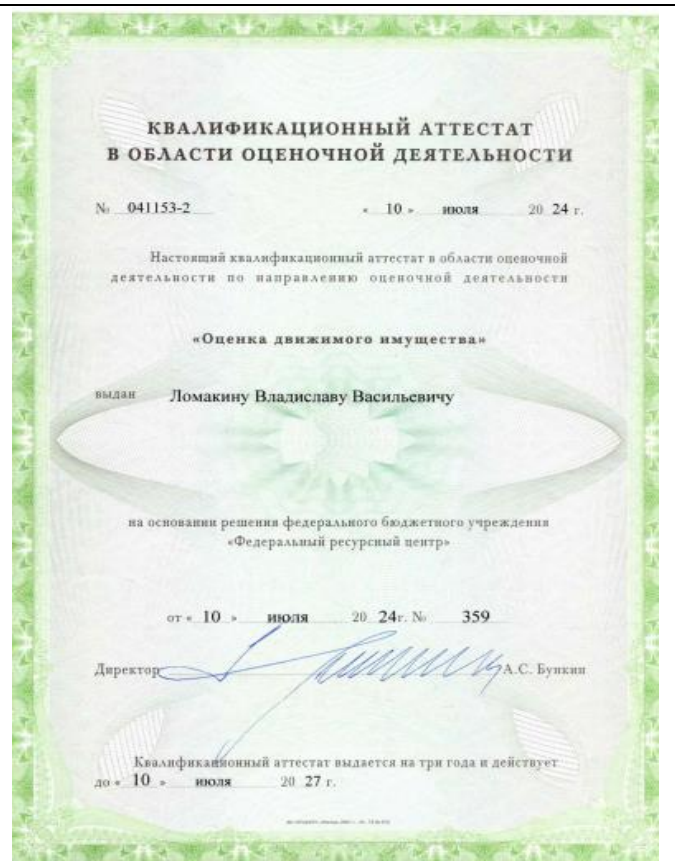 КВАЛИФИКАЦИОННЫЙ АТТЕСТАТ
В ОБЛАСТИ ОЦЕНОЧНОЙ ДЕЯТЕЛЬНОСТИ
№ 041153-2 « 10 » июля 20 24 г.
Настоящий квалификационный аттестат в области оценочной
деятельности по направлению оценочной деятельности
«Оценка движимого имущества»
выдан Ломакину Владиславу Васильевичу
на основании решения федерального бюджетного учреждения
«Федеральный ресурсный центр»
от « 10 » июля 20 24г. № 359
Директор А.С. Бункин
Квалификационный аттестат выдается на три года и действует
до « 10 » июля 20 27 г.